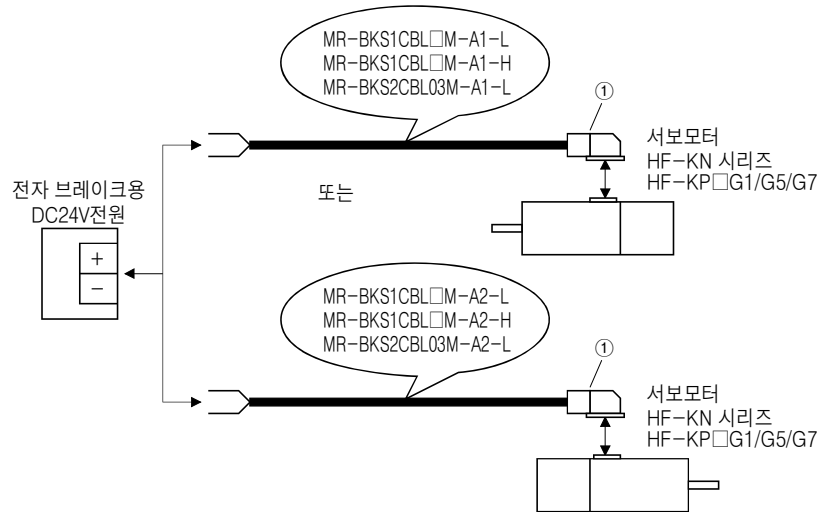 MR-BKS1CBL□M-A1-L
MR-BKS1CBL□M-A1-H
MR-BKS2CBL03M-A1-L
①
서보모터
HF-KN 시리즈
HF-KP□G1/G5/G7
전자 브레이크용
DC24V전원
+
-
또는
MR-BKS1CBL□M-A2-L
MR-BKS1CBL□M-A2-H
MR-BKS2CBL03M-A2-L
①
서보모터
HF-KN 시리즈
HF-KP□G1/G5/G7